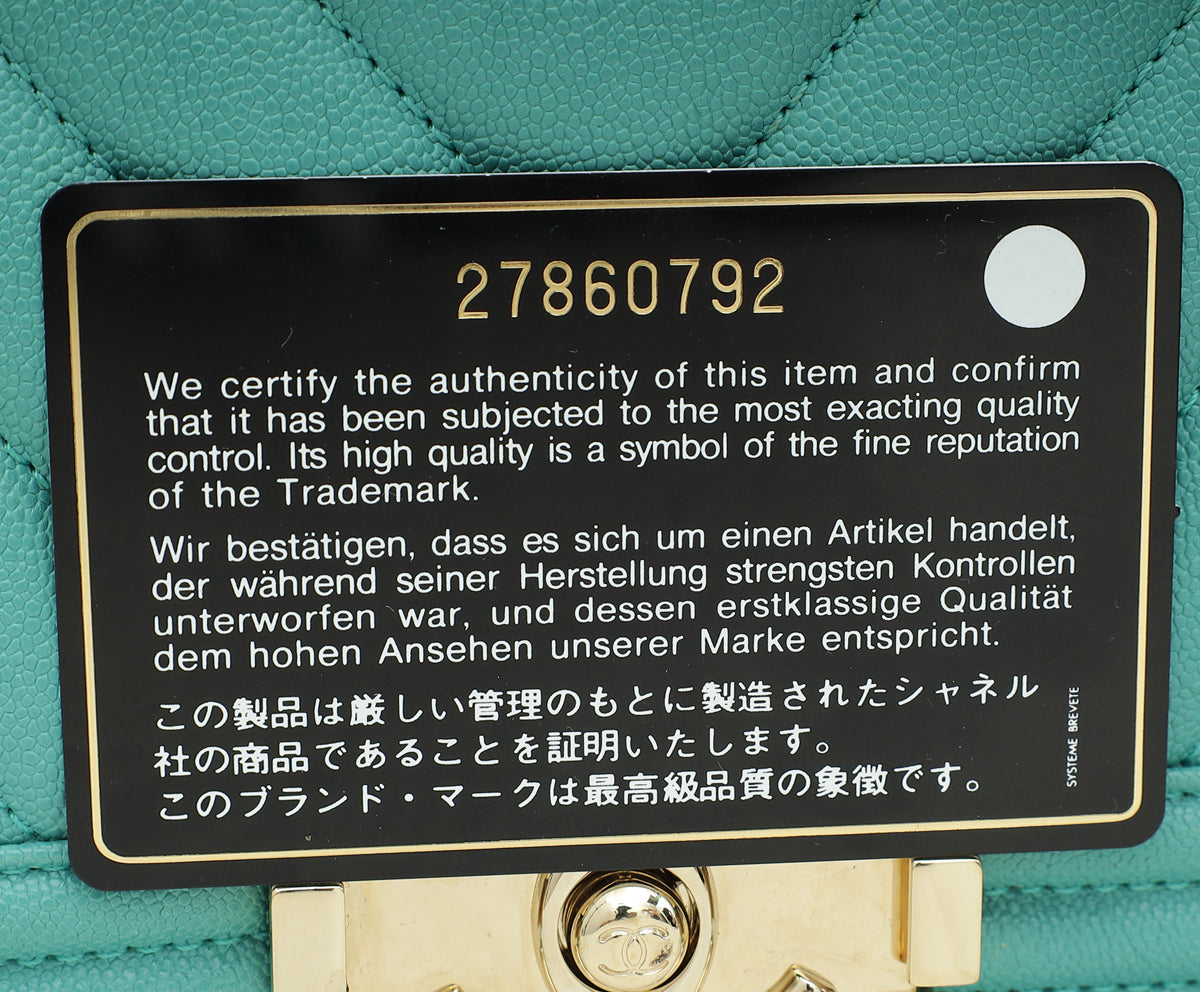 27860792
We certify the authenticity of this item and confirm
that it has been subjected to the most exacting quality
control. Its high quality is a symbol of the fine reputation
of the Trademark.
Wir bestätigen, dass es sich um einen Artikel handelt,
der während seiner Herstellung strengsten Kontrollen
unterworfen war, und dessen erstklassige Qualität
dem hohen Ansehen unserer Marke entspricht.
この製品は厳しい管理のもとに製造されたシャネル
社の商品であることを証明いたします。
このブランド・マークは最高級品質の象徴です。
SYSTEME BREVETE